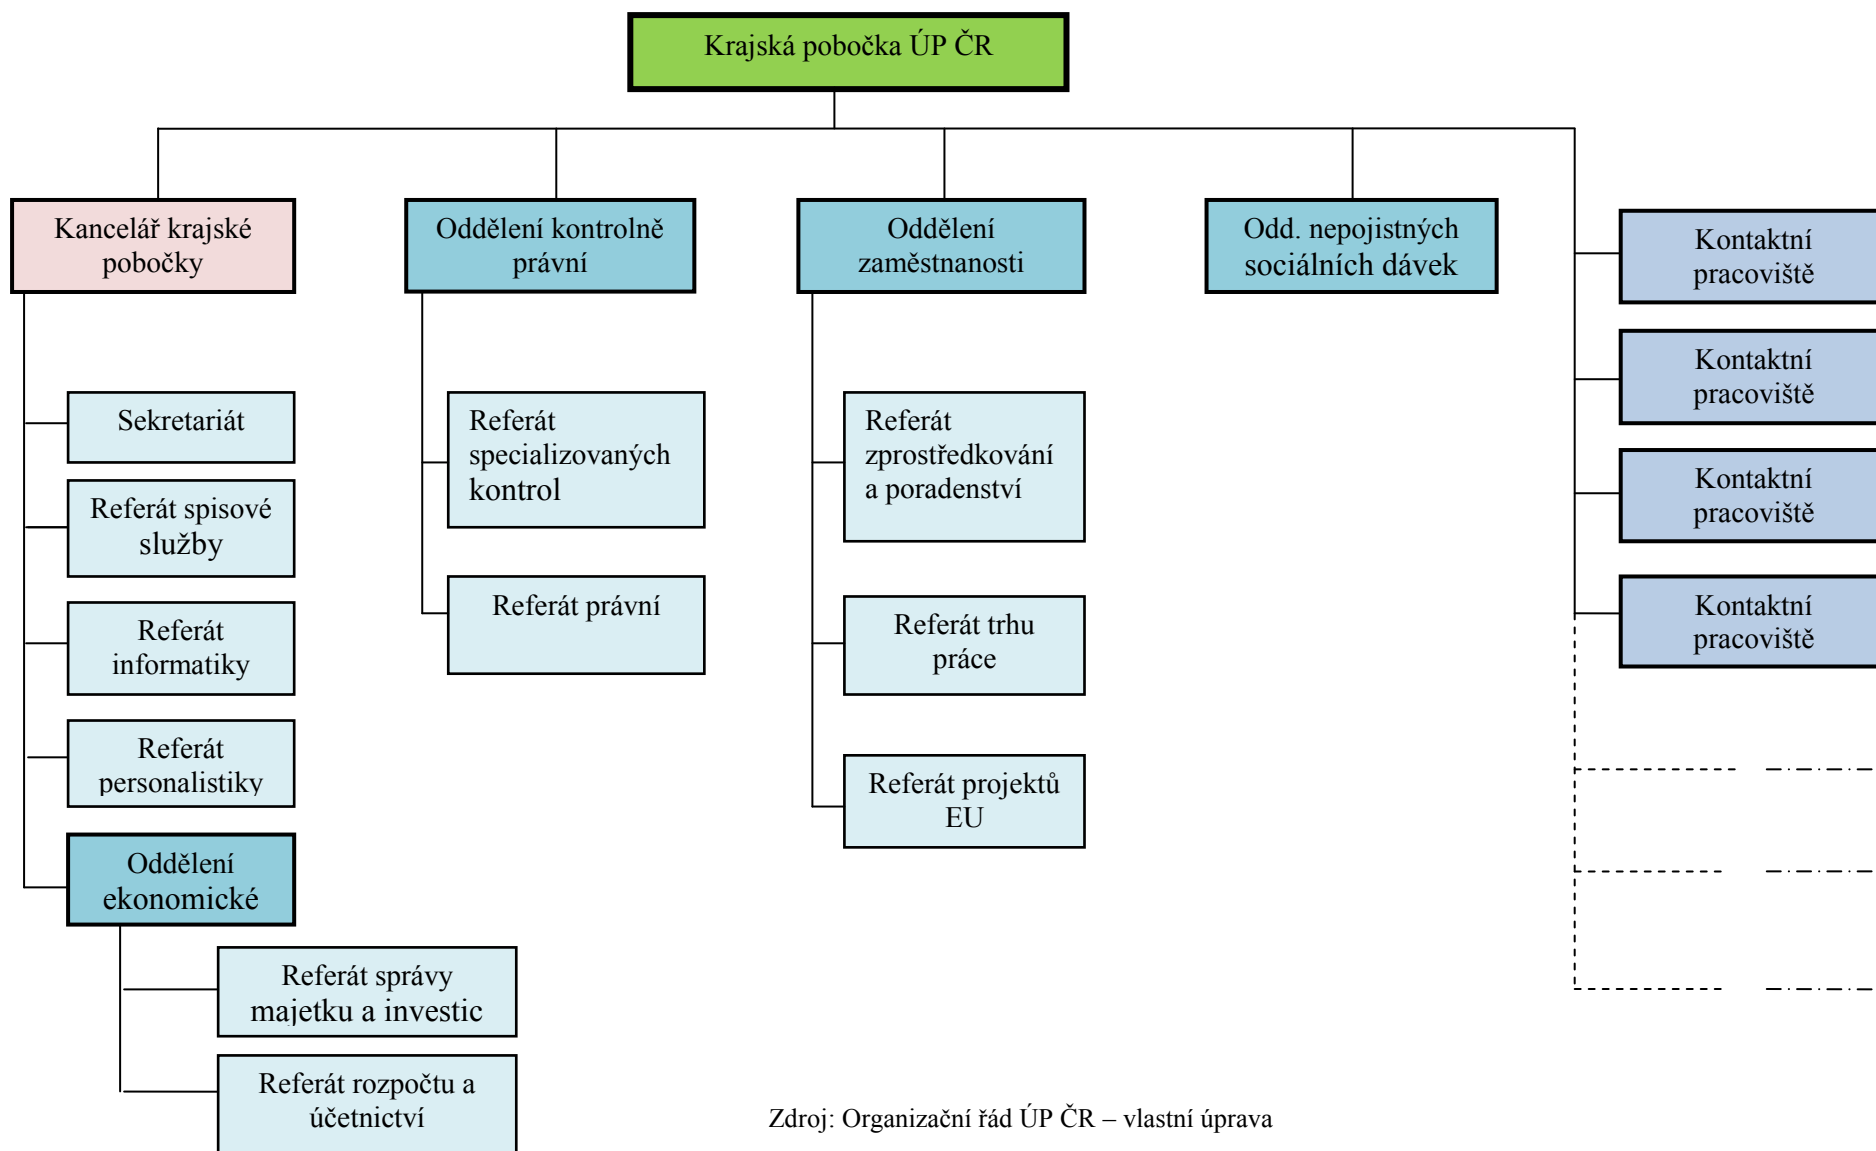 Krajská pobočka ÚP ČR
Kancelář krajské
pobočky
Oddělení kontrolně
právní
Oddělení
zaměstnanosti
Odd. nepojistných
sociálních dávek
Kontaktní
pracoviště
Kontaktní
pracoviště
Kontaktní
pracoviště
Kontaktní
pracoviště
Sekretariát
Referát spisové
služby
Referát
informatiky
Referát
personalistiky
Oddělení
ekonomické
Referát správy
majetku a investic
Referát rozpočtu a
účetnictví
Referát
specializovaných
kontrol
Referát právní
Referát
zprostředkování
a poradenství
Referát trhu
práce
Referát projektů
EU
Zdroj: Organizační řád ÚP ČR – vlastní úprava